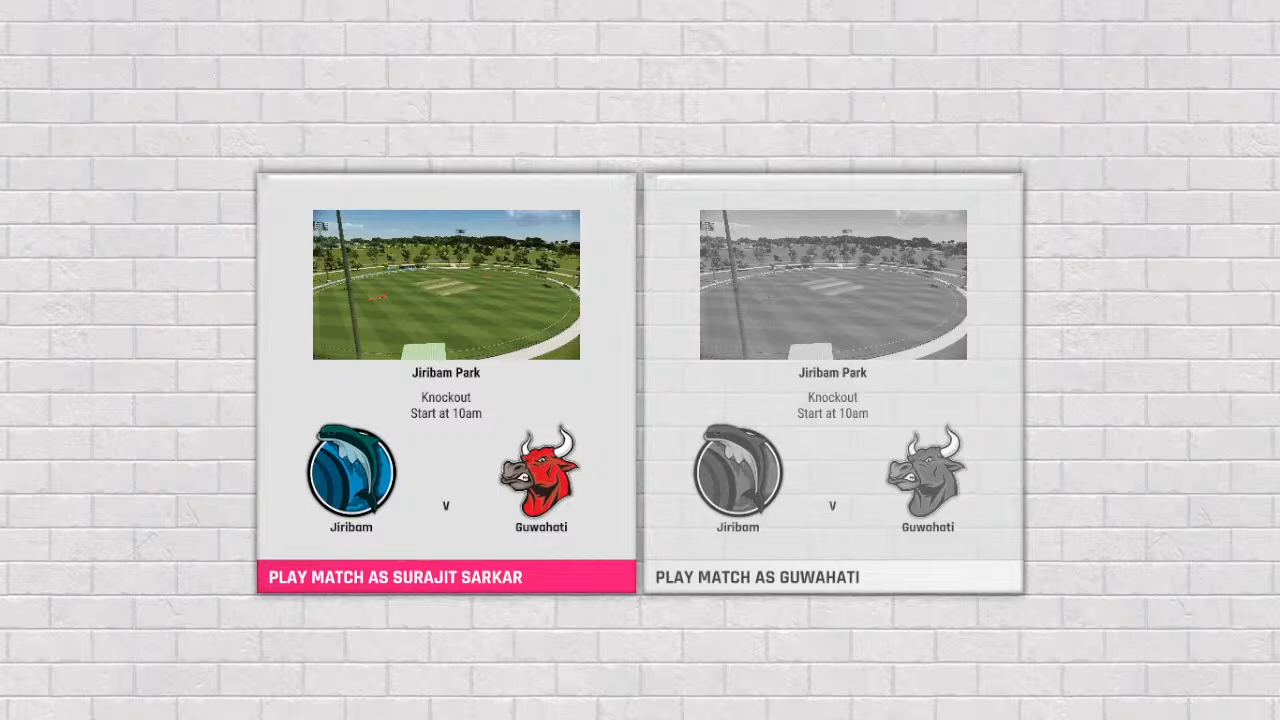 Jiribam Park
Knockout
Start at 10am
Jiribam
v
Guwahati
PLAY MATCH AS SURAJIT SARKAR
Jiribam Park
Knockout
Start at 10am
Jiribam
v
Guwahati
PLAY MATCH AS GUWAHATI